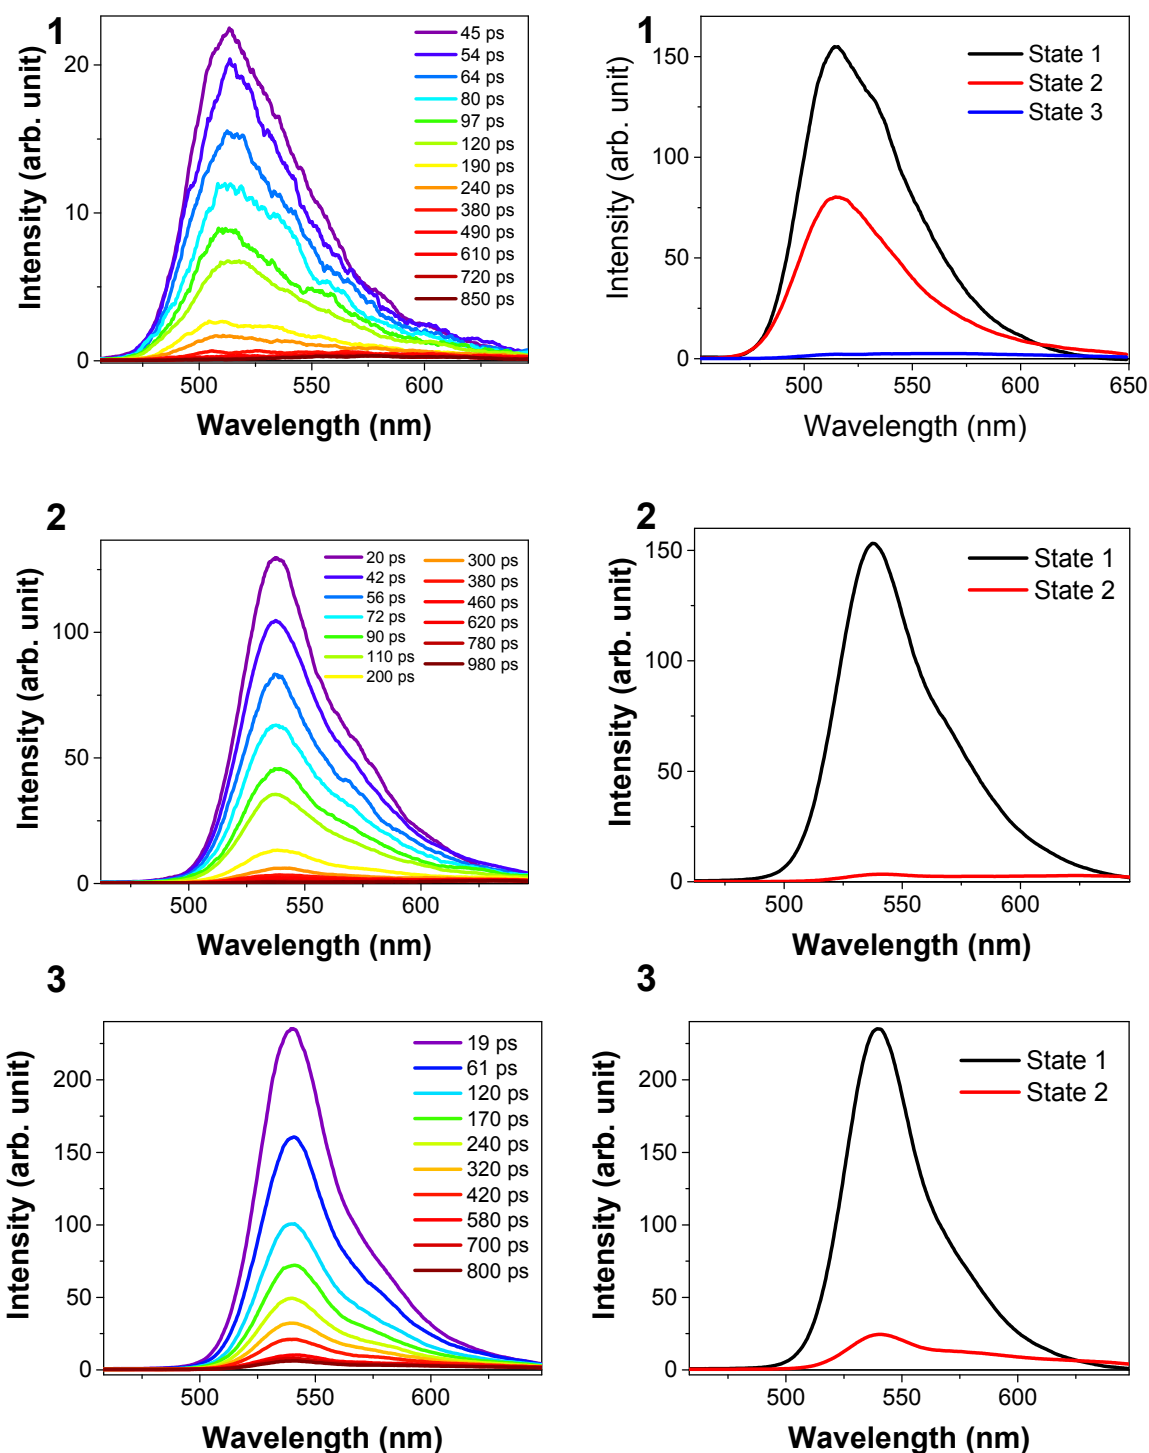 1
Intensity (arb. unit)
20
10
0
45 ps
54 ps
64 ps
80 ps
97 ps
120 ps
190 ps
240 ps
380 ps
490 ps
610 ps
720 ps
850 ps
500 550 600
Wavelength (nm)
1
Intensity (arb. unit)
150
100
50
0
State 1
State 2
State 3
500 550 600 650
Wavelength (nm)
2
Intensity (arb. unit)
100
50
0
20 ps
42 ps
56 ps
72 ps
90 ps
110 ps
200 ps
300 ps
380 ps
460 ps
620 ps
780 ps
980 ps
500 550 600
Wavelength (nm)
2
Intensity (arb. unit)
150
100
50
0
State 1
State 2
500 550 600
Wavelength (nm)
3
Intensity (arb. unit)
200
150
100
50
0
19 ps
61 ps
120 ps
170 ps
240 ps
320 ps
420 ps
580 ps
700 ps
800 ps
500 550 600
Wavelength (nm)
3
Intensity (arb. unit)
200
150
100
50
0
State 1
State 2
500 550 600
Wavelength (nm)